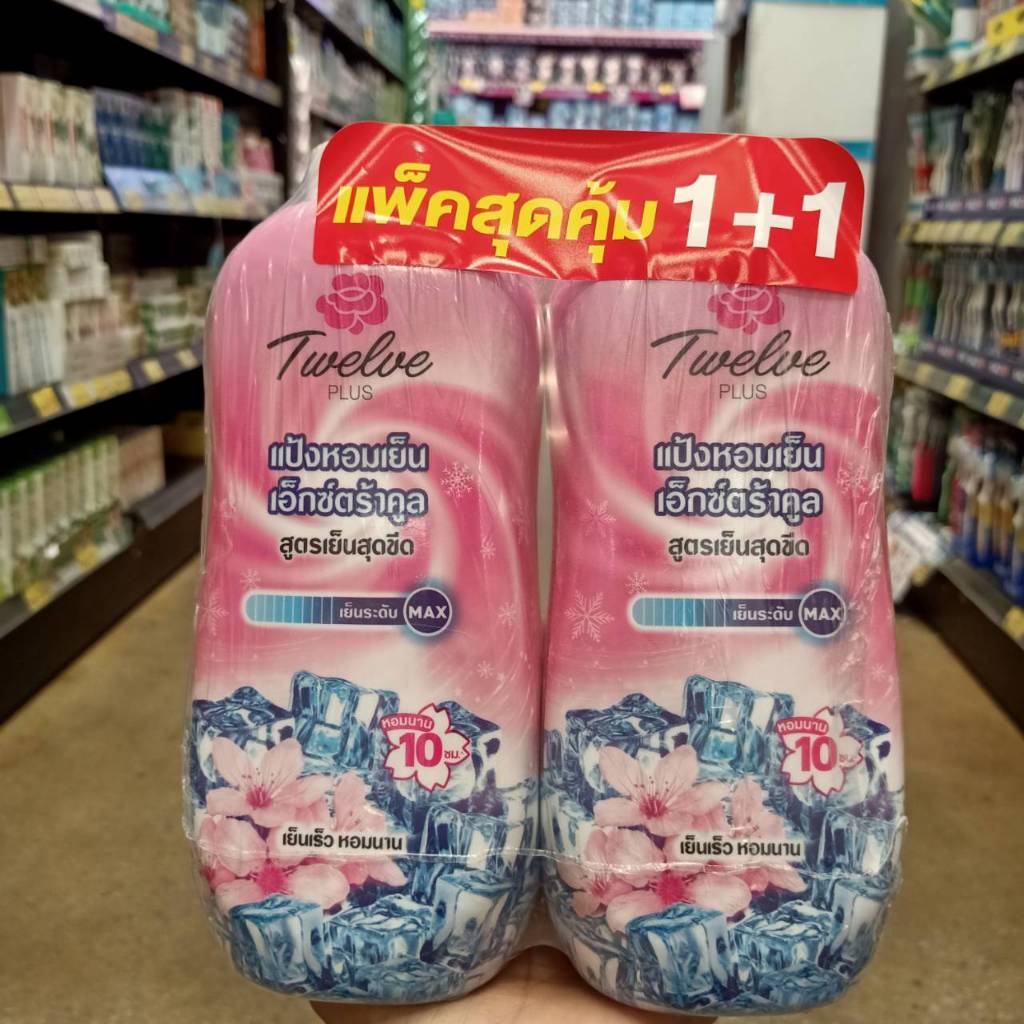 แพ็คสุดคุ้ม 1+1
Twelve
PLUS
แป้งหอมเย็น
เอ็กซ์ตร้าคูล
สูตรเย็นสุดขีด
เย็นระดับ MAX
หอมนาน
10 ชม.
เย็นเร็ว หอมนาน
Twelve
PLUS
แป้งหอมเย็น
เอ็กซ์ตร้าคูล
สูตรเย็นสุดขีด
เย็นระดับ MAX
หอมนาน
10 ชม.
เย็นเร็ว หอมนาน